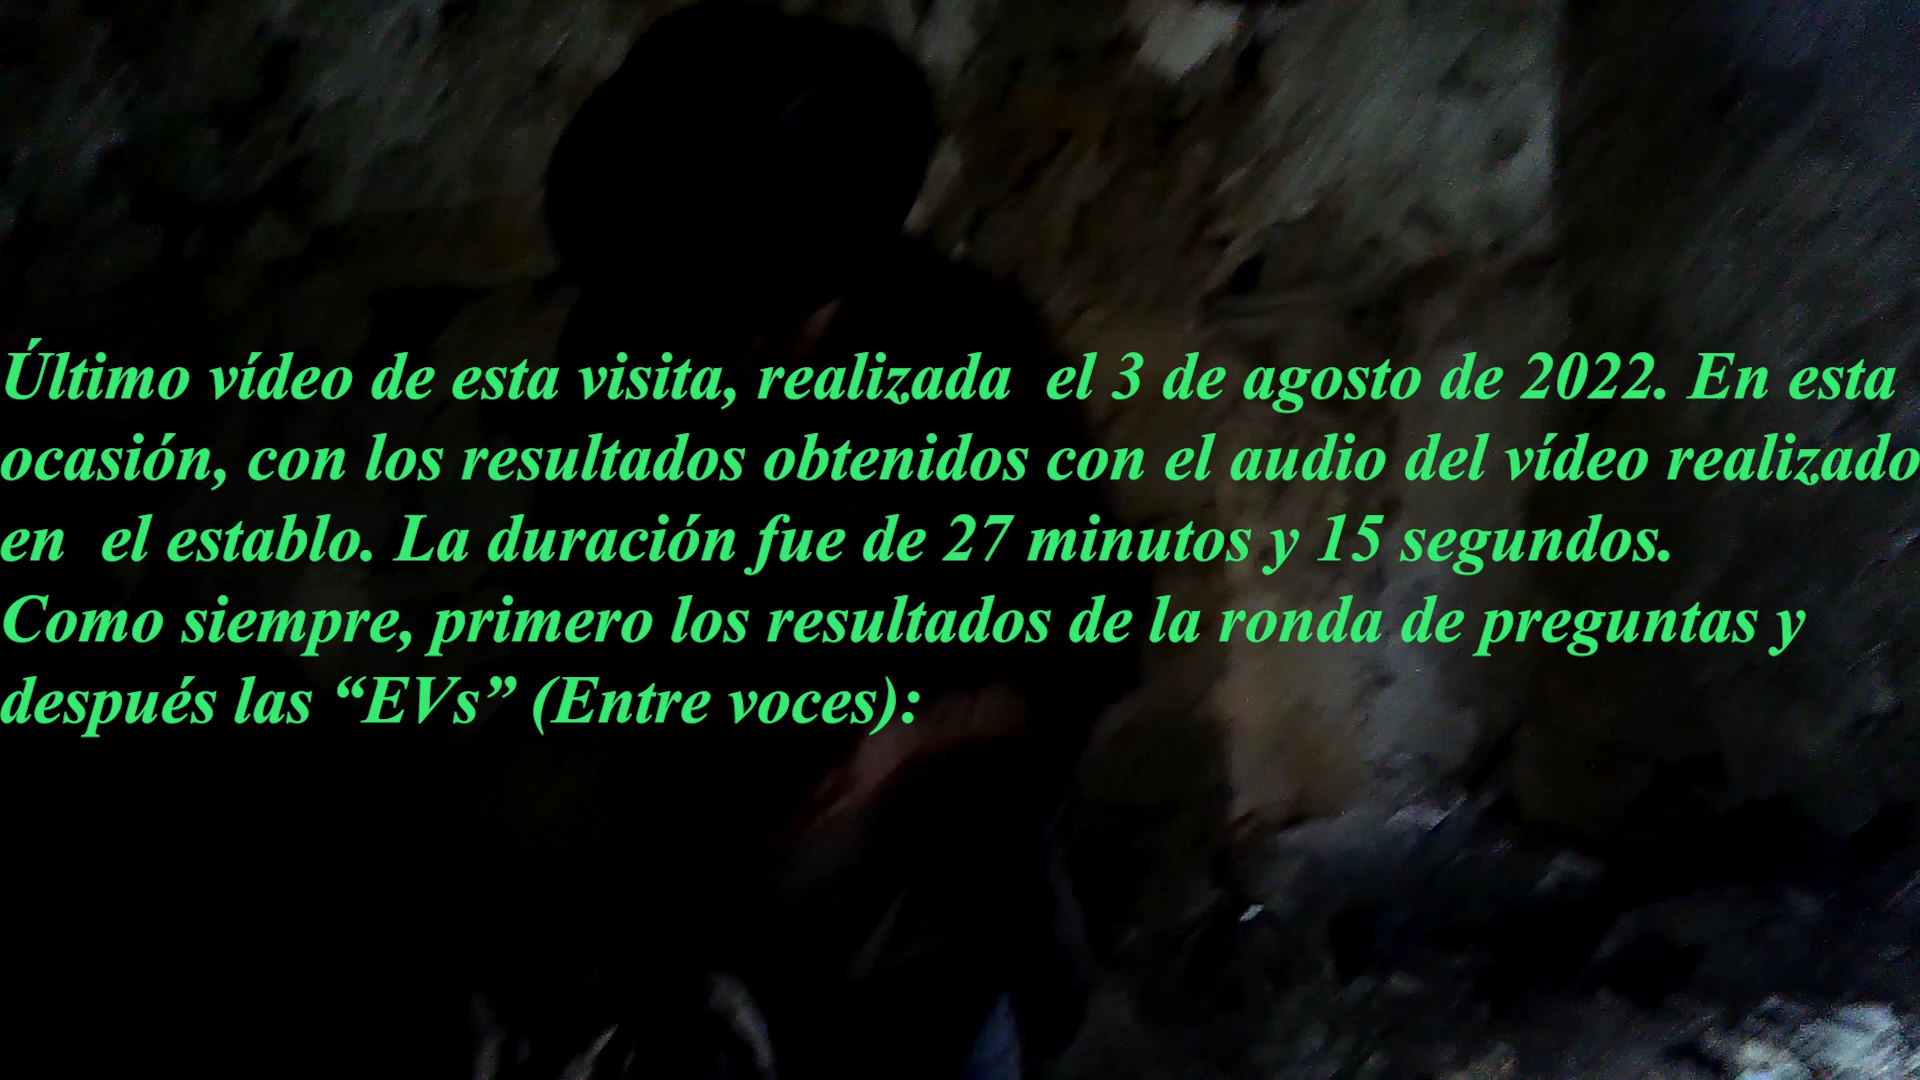 Último vídeo de esta visita, realizada  el 3 de agosto de 2022. En esta
ocasión, con los resultados obtenidos con el audio del vídeo realizado
en  el establo. La duración fue de 27 minutos y 15 segundos.
Como siempre, primero los resultados de la ronda de preguntas y
después las “EVs” (Entre voces):